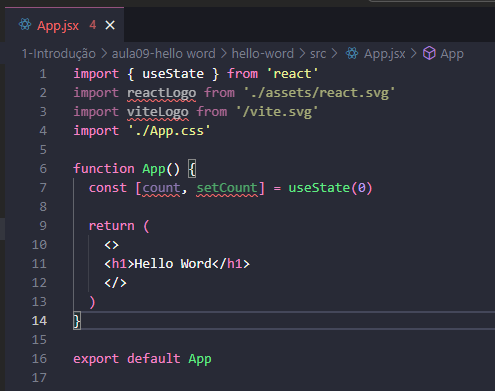 App.jsx 4 ×
1-Introdução > aula09-hello word > hello-word > src > App.jsx > App
1 import { useState } from 'react'
2 import reactLogo from './assets/react.svg'
3 import viteLogo from '/vite.svg'
4 import './App.css'
5
6 function App() {
7 const [count, setCount] = useState(0)
8
9 return (
10 <>
11 <h1>Hello Word</h1>
12 </>
13 )
14 }
15
16 export default App
17